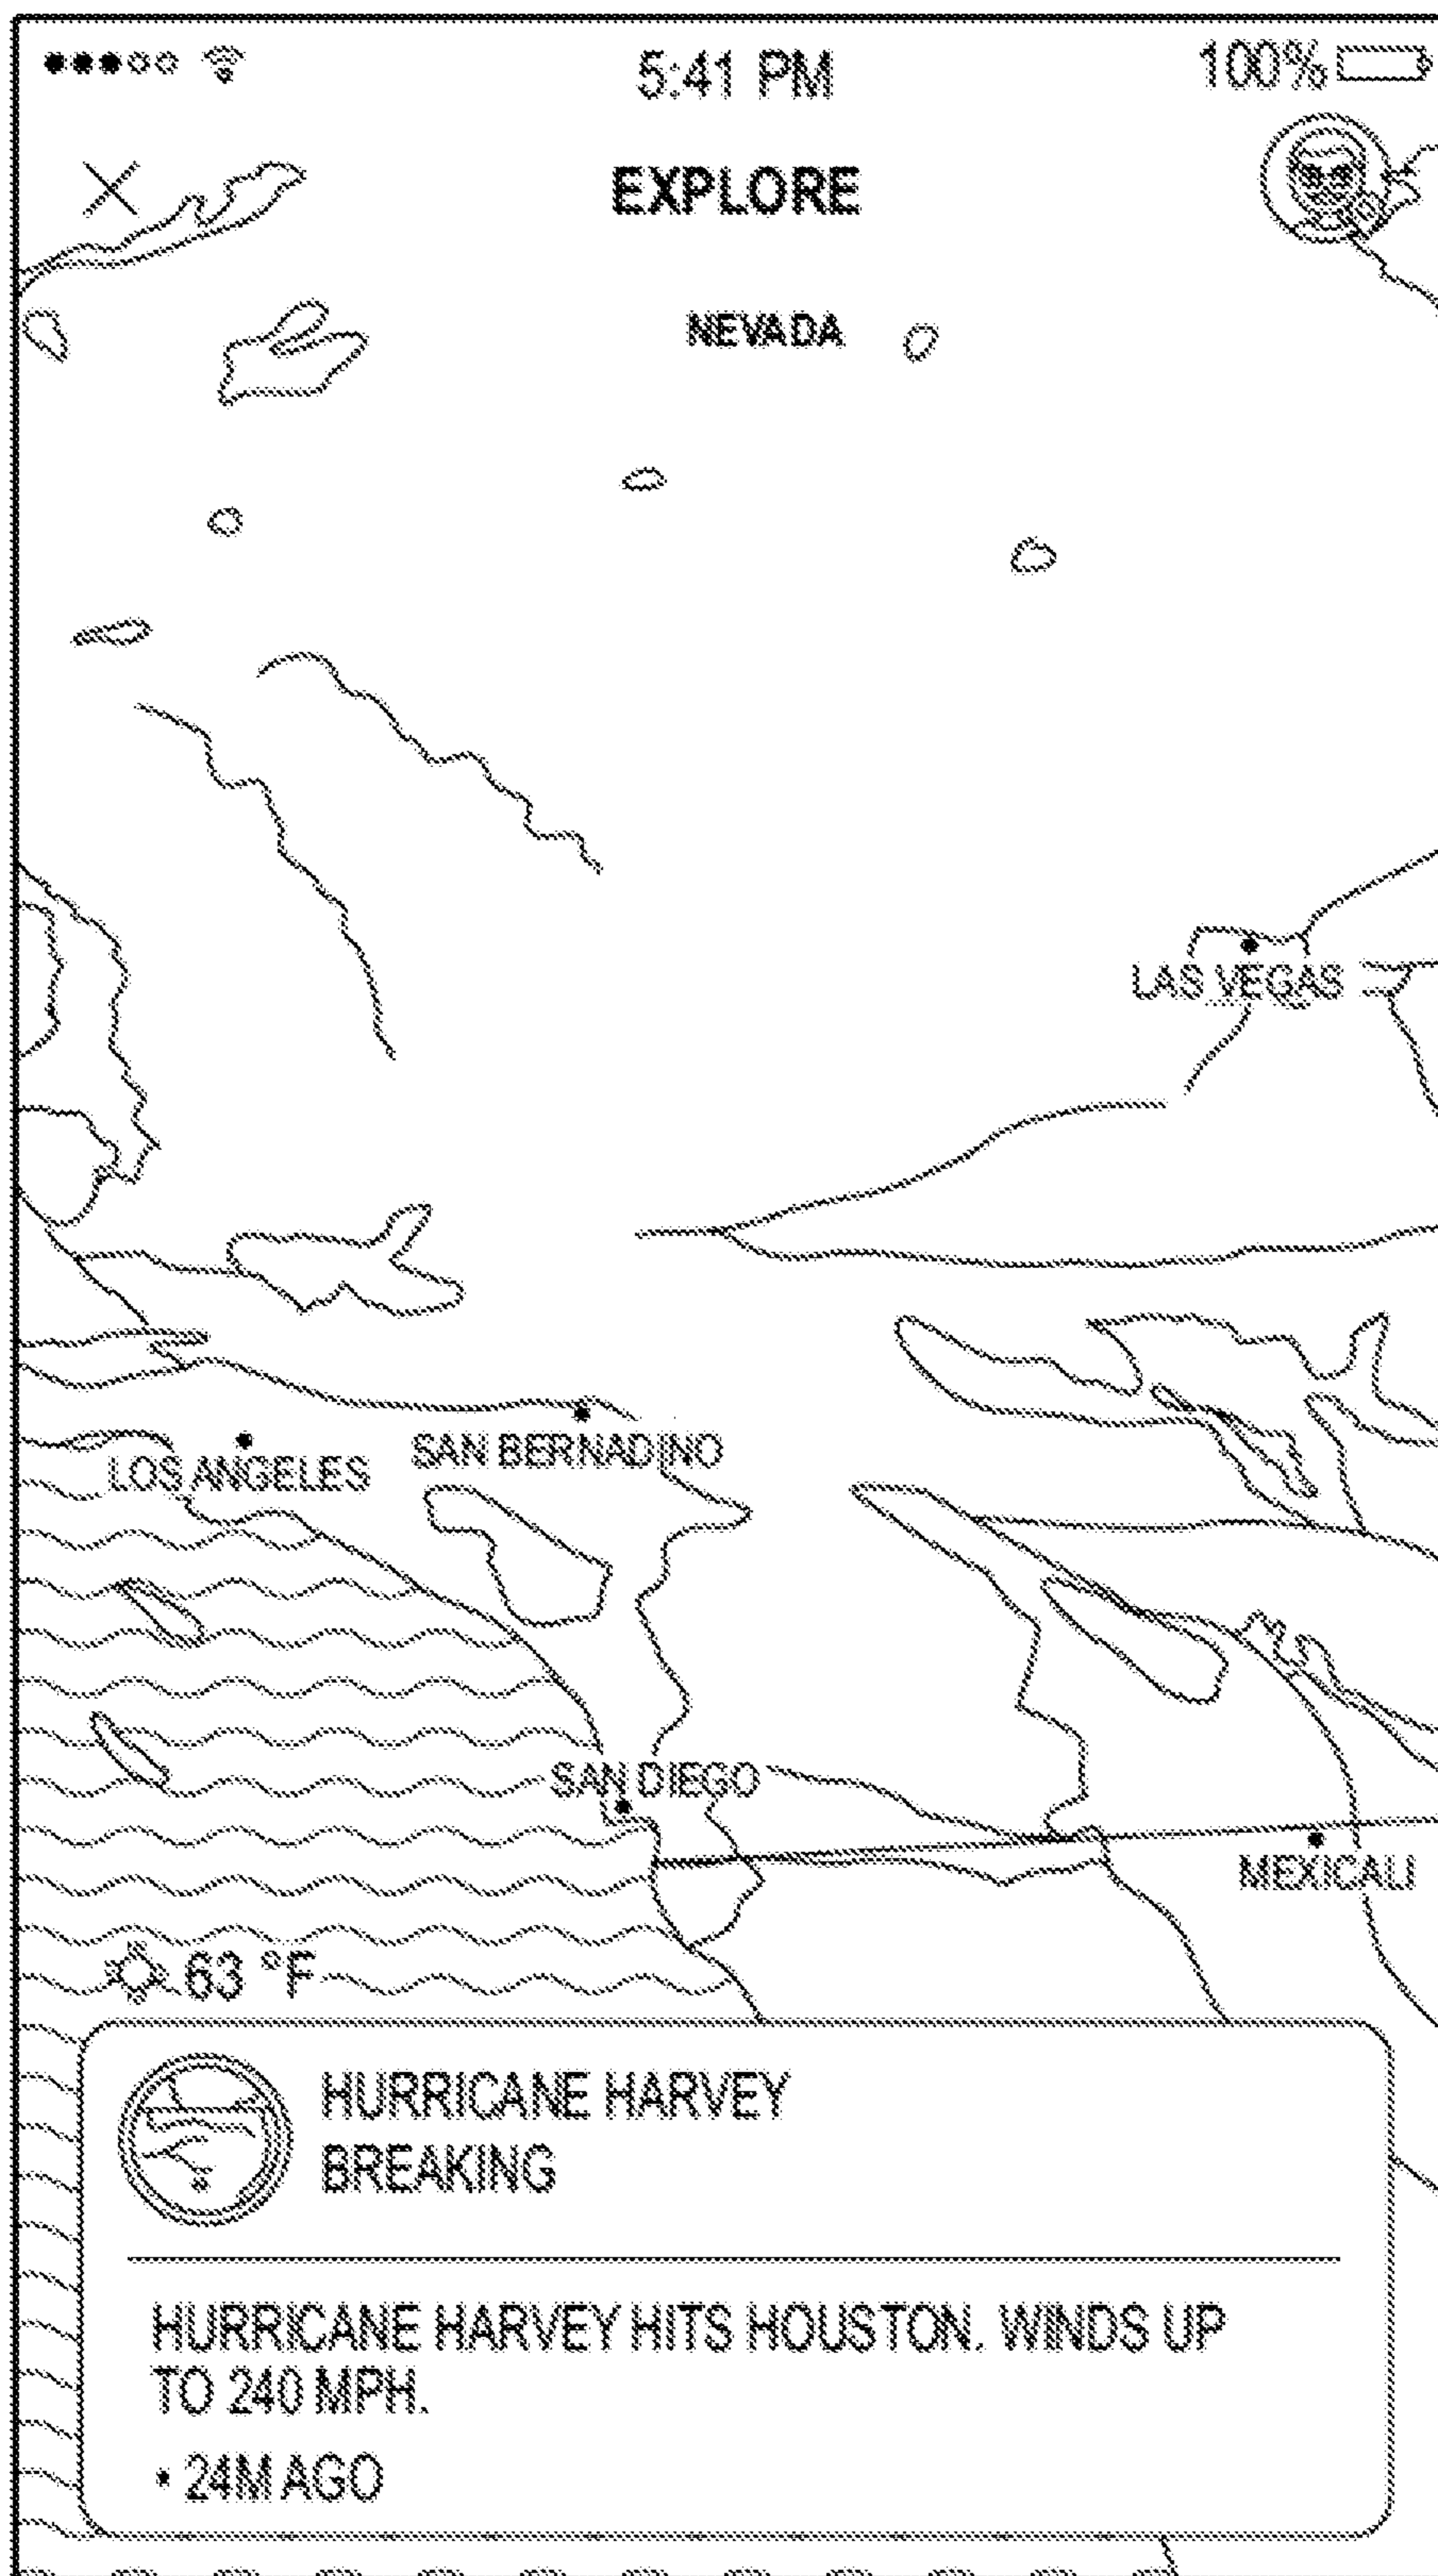 5:41 PM
100%
EXPLORE
NEVADA
LAS VEGAS
SAN BERNADINO
LOS ANGELES
SAN DIEGO
MEXICALI
63 °F
HURRICANE HARVEY
BREAKING
HURRICANE HARVEY HITS HOUSTON. WINDS UP
TO 240 MPH.
• 24M AGO